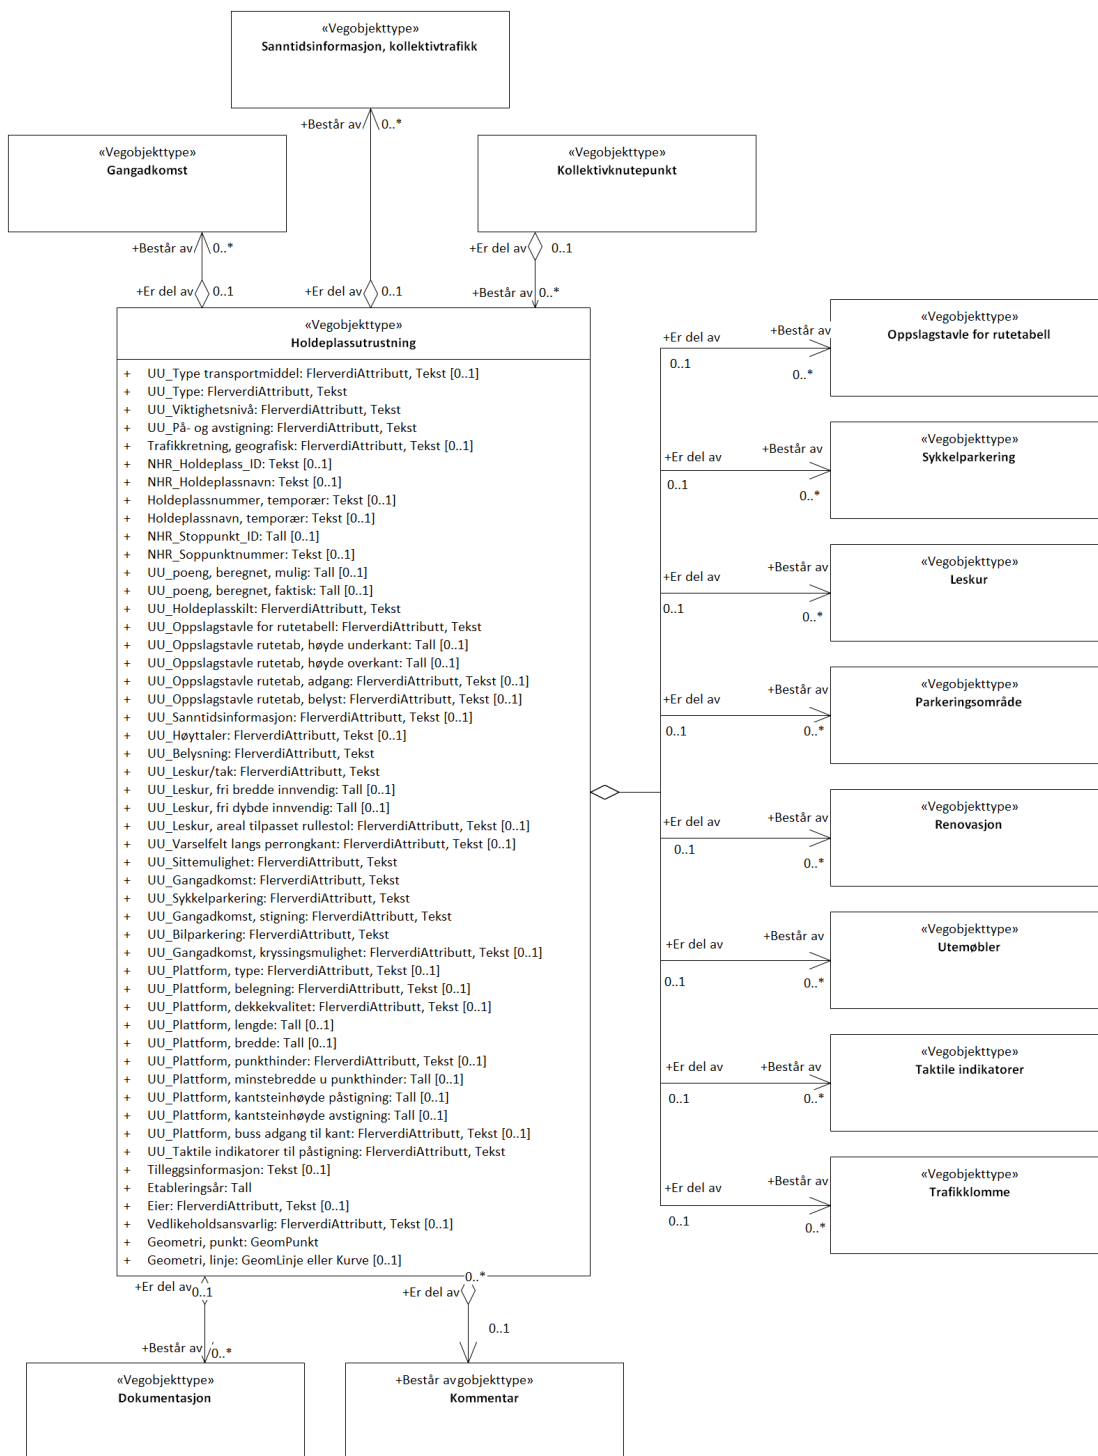 «Vegobjekttype»
Sanntidsinformasjon, kollektivtrafikk
+Består av 0..*
«Vegobjekttype»
Gangadkomst
«Vegobjekttype»
Kollektivknutepunkt
+Består av 0..*
+Er del av 0..1
+Er del av 0..1
+Er del av 0..1
+Består av 0..*
«Vegobjekttype»
Holdeplassutrustning
+ UU_Type transportmiddel: FlerverdiAttributt, Tekst [0..1]
+ UU_Type: FlerverdiAttributt, Tekst
+ UU_Viktighetsnivå: FlerverdiAttributt, Tekst
+ UU_På- og avstigning: FlerverdiAttributt, Tekst
+ Trafikkretning, geografisk: FlerverdiAttributt, Tekst [0..1]
+ NHR_Holdeplass_ID: Tekst [0..1]
+ NHR_Holdeplassnavn: Tekst [0..1]
+ Holdeplassnummer, temporær: Tekst [0..1]
+ Holdeplassnavn, temporær: Tekst [0..1]
+ NHR_Stoppunkt_ID: Tall [0..1]
+ NHR_Soppunktnummer: Tekst [0..1]
+ UU_poeng, beregnet, mulig: Tall [0..1]
+ UU_poeng, beregnet, faktisk: Tall [0..1]
+ UU_Holdeplasskilt: FlerverdiAttributt, Tekst
+ UU_Oppslagstavle for rutetabell: FlerverdiAttributt, Tekst
+ UU_Oppslagstavle rutetab, høyde underkant: Tall [0..1]
+ UU_Oppslagstavle rutetab, høyde overkant: Tall [0..1]
+ UU_Oppslagstavle rutetab, adgang: FlerverdiAttributt, Tekst [0..1]
+ UU_Oppslagstavle rutetab, belyst: FlerverdiAttributt, Tekst [0..1]
+ UU_Sanntidsinformasjon: FlerverdiAttributt, Tekst [0..1]
+ UU_Høyttaler: FlerverdiAttributt, Tekst [0..1]
+ UU_Belysning: FlerverdiAttributt, Tekst
+ UU_Leskur/tak: FlerverdiAttributt, Tekst
+ UU_Leskur, fri bredde innvendig: Tall [0..1]
+ UU_Leskur, fri dybde innvendig: Tall [0..1]
+ UU_Leskur, areal tilpasset rullestol: FlerverdiAttributt, Tekst [0..1]
+ UU_Varselfelt langs perrongkant: FlerverdiAttributt, Tekst [0..1]
+ UU_Sittemulighet: FlerverdiAttributt, Tekst
+ UU_Gangadkomst: FlerverdiAttributt, Tekst
+ UU_Sykkelparkering: FlerverdiAttributt, Tekst
+ UU_Gangadkomst, stigning: FlerverdiAttributt, Tekst
+ UU_Bilparkering: FlerverdiAttributt, Tekst
+ UU_Gangadkomst, kryssingsmulighet: FlerverdiAttributt, Tekst [0..1]
+ UU_Plattform, type: FlerverdiAttributt, Tekst [0..1]
+ UU_Plattform, belegning: FlerverdiAttributt, Tekst [0..1]
+ UU_Plattform, dekkekvalitet: FlerverdiAttributt, Tekst [0..1]
+ UU_Plattform, lengde: Tall [0..1]
+ UU_Plattform, bredde: Tall [0..1]
+ UU_Plattform, punkthinder: FlerverdiAttributt, Tekst [0..1]
+ UU_Plattform, minstebredde u punkthinder: Tall [0..1]
+ UU_Plattform, kantsteinhøyde påstigning: Tall [0..1]
+ UU_Plattform, kantsteinhøyde avstigning: Tall [0..1]
+ UU_Plattform, buss adgang til kant: FlerverdiAttributt, Tekst [0..1]
+ UU_Taktile indikatorer til påstigning: FlerverdiAttributt, Tekst
+ Tilleggsinformasjon: Tekst [0..1]
+ Etableringsår: Tall
+ Eier: FlerverdiAttributt, Tekst [0..1]
+ Vedlikeholdsansvarlig: FlerverdiAttributt, Tekst [0..1]
+ Geometri, punkt: GeomPunkt
+ Geometri, linje: GeomLinje eller Kurve [0..1]
+Er del av +Består av
0..1 0..*
«Vegobjekttype»
Oppslagstavle for rutetabell
+Er del av +Består av
0..1 0..*
«Vegobjekttype»
Sykkelparkering
+Er del av +Består av
0..1 0..*
«Vegobjekttype»
Leskur
+Er del av +Består av
0..1 0..*
«Vegobjekttype»
Parkeringsområde
+Er del av +Består av
0..1 0..*
«Vegobjekttype»
Renovasjon
+Er del av +Består av
0..1 0..*
«Vegobjekttype»
Utemøbler
+Er del av +Består av
0..1 0..*
«Vegobjekttype»
Taktile indikatorer
+Er del av +Består av
0..1 0..*
«Vegobjekttype»
Trafikklomme
+Er del av 0..1
0..*
+Er del av
0..1
+Består av 0..*
«Vegobjekttype»
Dokumentasjon
+Består av gobjekttype»
Kommentar